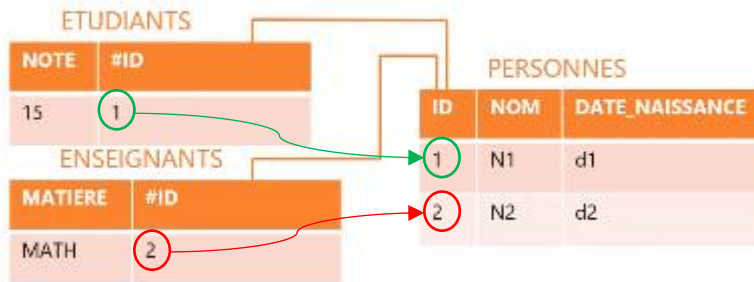 ETUDIANTS
NOTE #ID
15 1
ENSEIGNANTS
MATIERE #ID
MATH 2
PERSONNES
ID NOM DATE_NAISSANCE
1 N1 d1
2 N2 d2